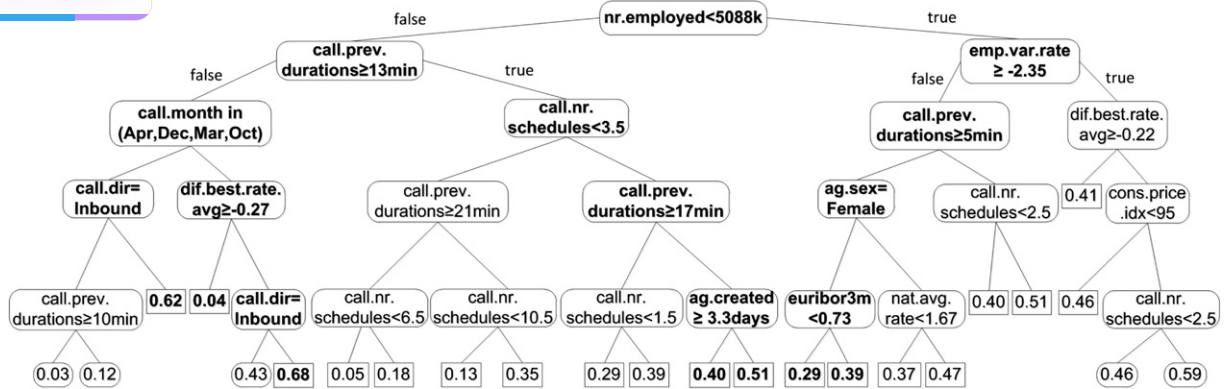 nr.employed<5088k
false
true
call.prev.
durations≥13min
emp.var.rate
≥ -2.35
false
true
false
true
call.month in
(Apr,Dec,Mar,Oct)
call.nr.
schedules<3.5
call.prev.
durations≥5min
dif.best.rate.
avg≥-0.22
call.dir=
Inbound
dif.best.rate.
avg≥-0.27
call.prev.
durations≥21min
call.prev.
durations≥17min
ag.sex=
Female
call.nr.
schedules<2.5
0.41
cons.price
.idx<95
call.prev.
durations≥10min
0.62
0.04
call.dir=
Inbound
call.nr.
schedules<6.5
call.nr.
schedules<10.5
call.nr.
schedules<1.5
ag.created
≥ 3.3days
euribor3m
<0.73
nat.avg.
rate<1.67
0.40
0.51
0.46
call.nr.
schedules<2.5
0.03
0.12
0.43
0.68
0.05
0.18
0.13
0.35
0.29
0.39
0.40
0.51
0.29
0.39
0.37
0.47
0.46
0.59